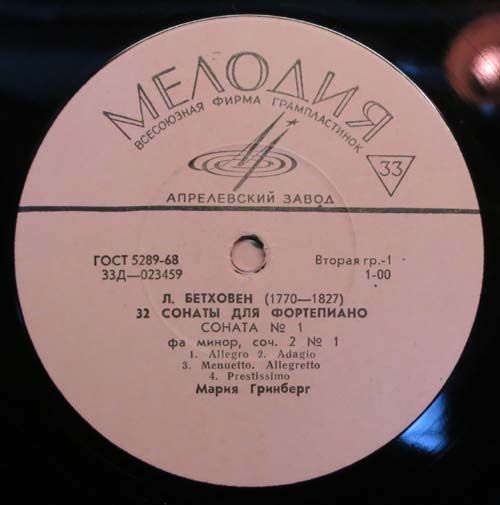 МЕЛОДИЯ
ВСЕСОЮЗНАЯ ФИРМА ГРАМПЛАСТИНОК
33
АПРЕЛЕВСКИЙ ЗАВОД
ГОСТ 5289-68 Вторая гр.-1
33Д—023459 1-00
Л. БЕТХОВЕН (1770—1827)
32 СОНАТЫ ДЛЯ ФОРТЕПИАНО
СОНАТА № 1
фа минор, соч. 2 № 1
1. Allegro 2. Adagio
3. Menuetto. Allegretto
4. Prestissimo
Мария Гринберг